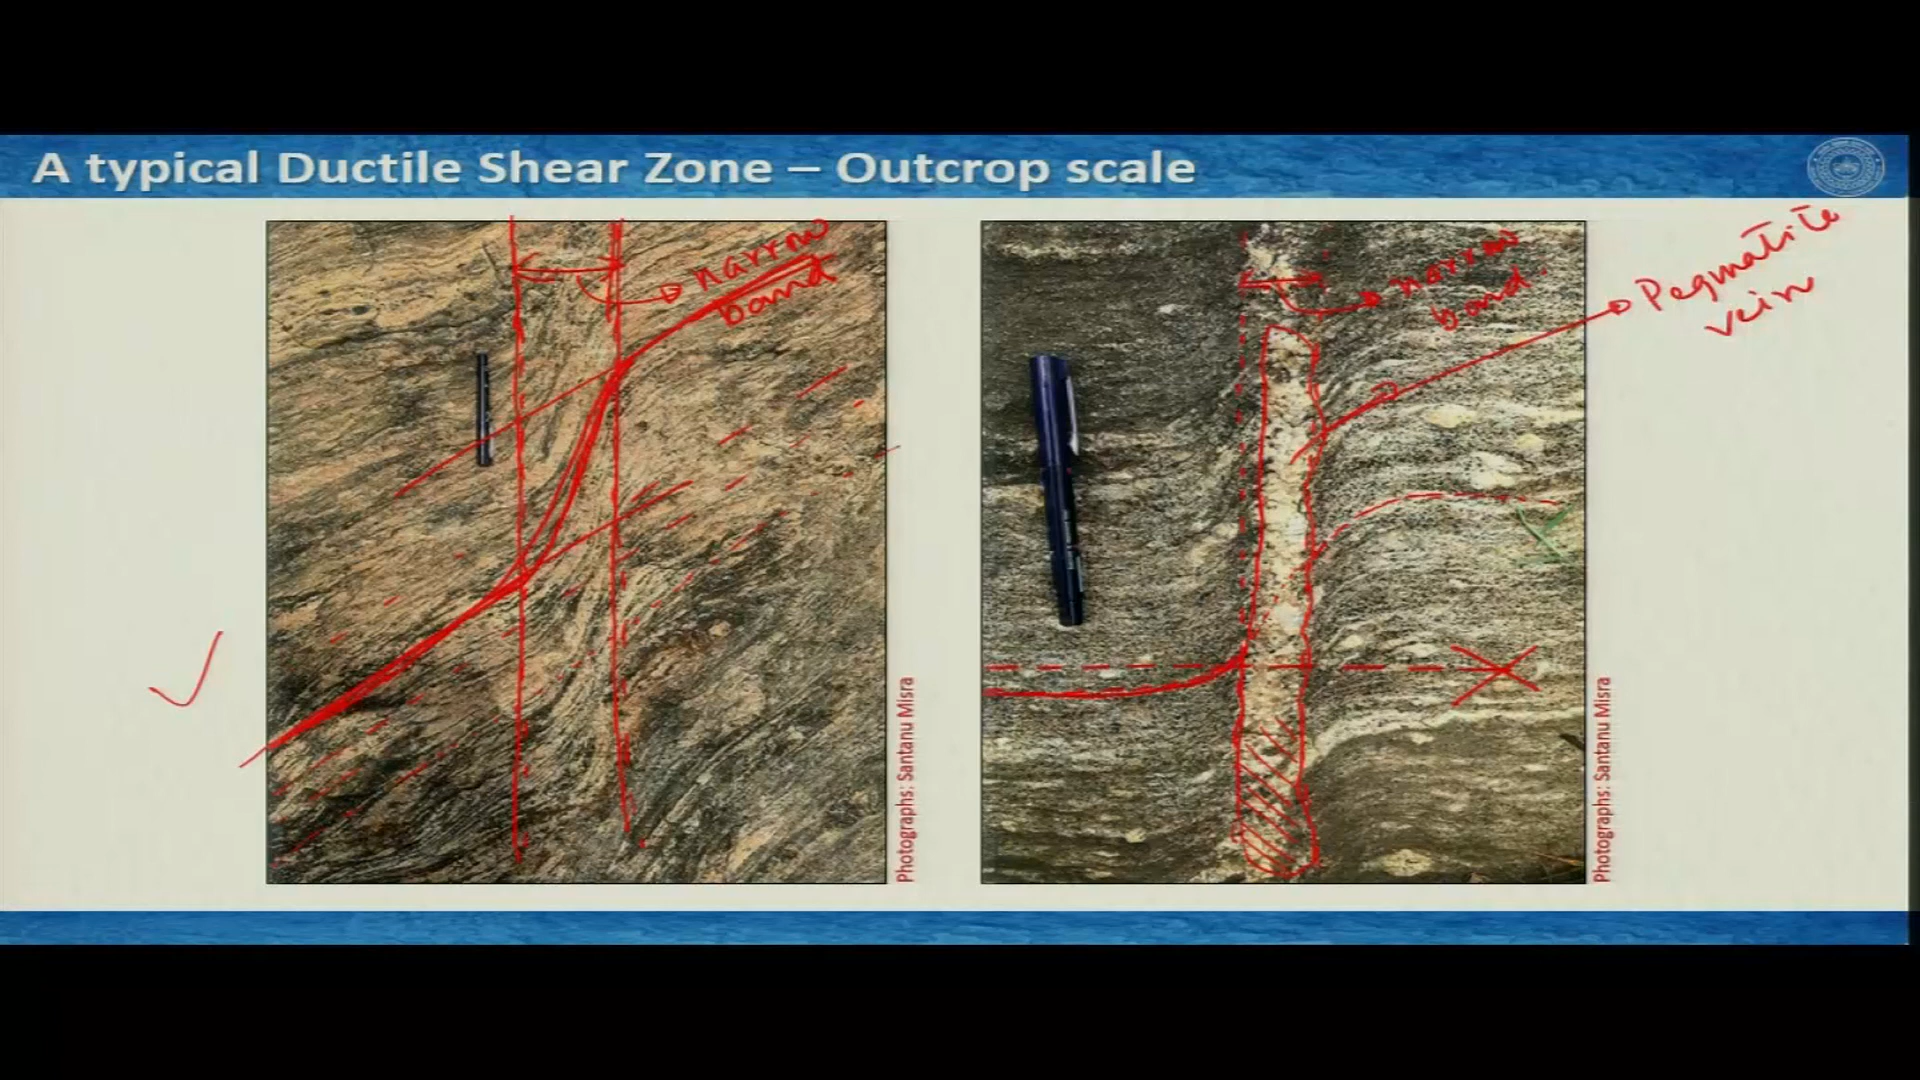 A typical Ductile Shear Zone – Outcrop scale
narrow
band
Photographs: Santanu Misra
narrow
band
Pegmatite
vein
Photographs: Santanu Misra